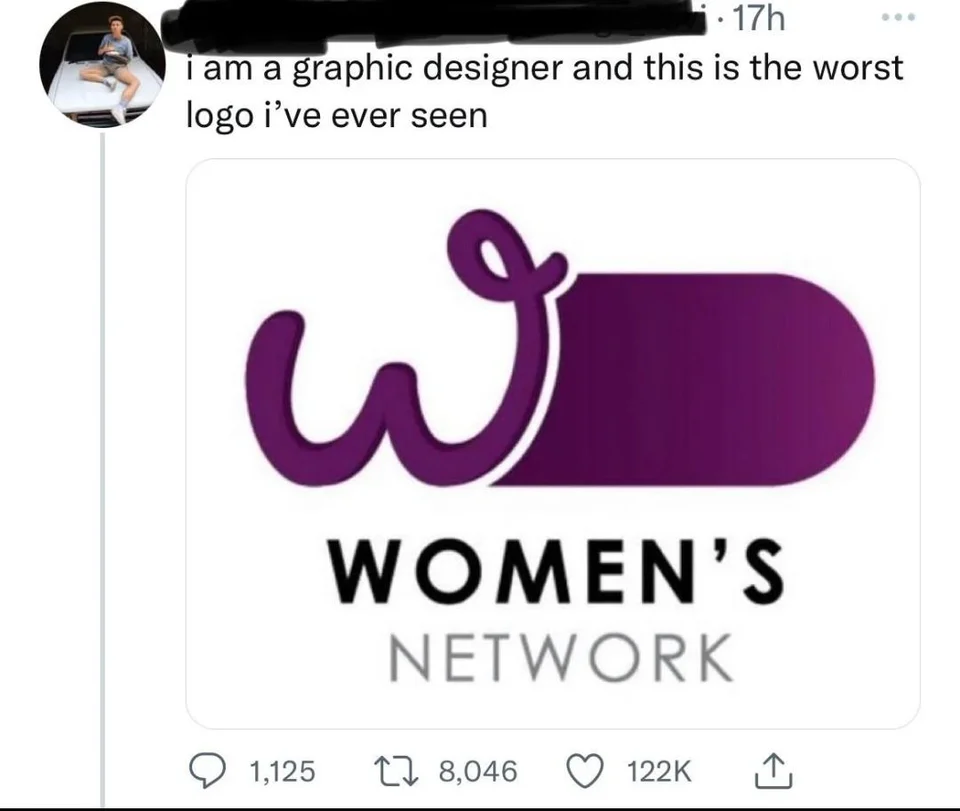 · 17h
i am a graphic designer and this is the worst
logo i’ve ever seen
w
WOMEN’S
NETWORK
1,125 8,046 122K